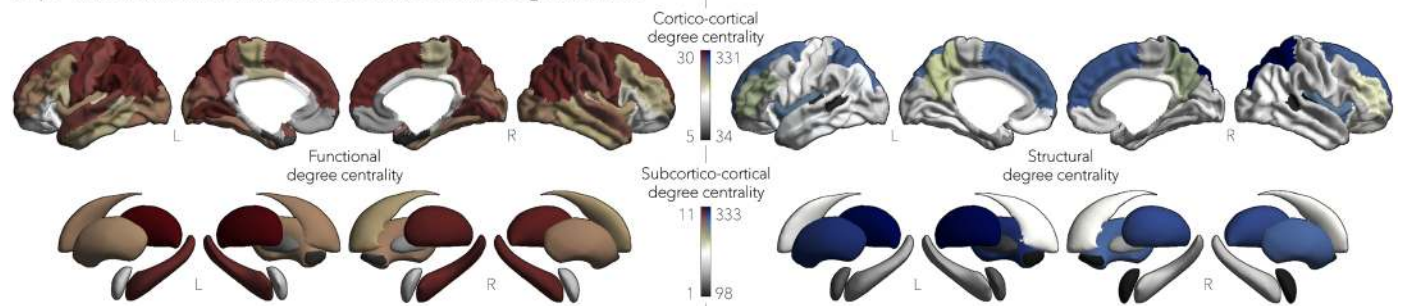 Cortico-cortical
degree centrality
30 331
5 34
L R L R
Functional
degree centrality
Structural
degree centrality
Subcortico-cortical
degree centrality
11 333
1 98
L R L R